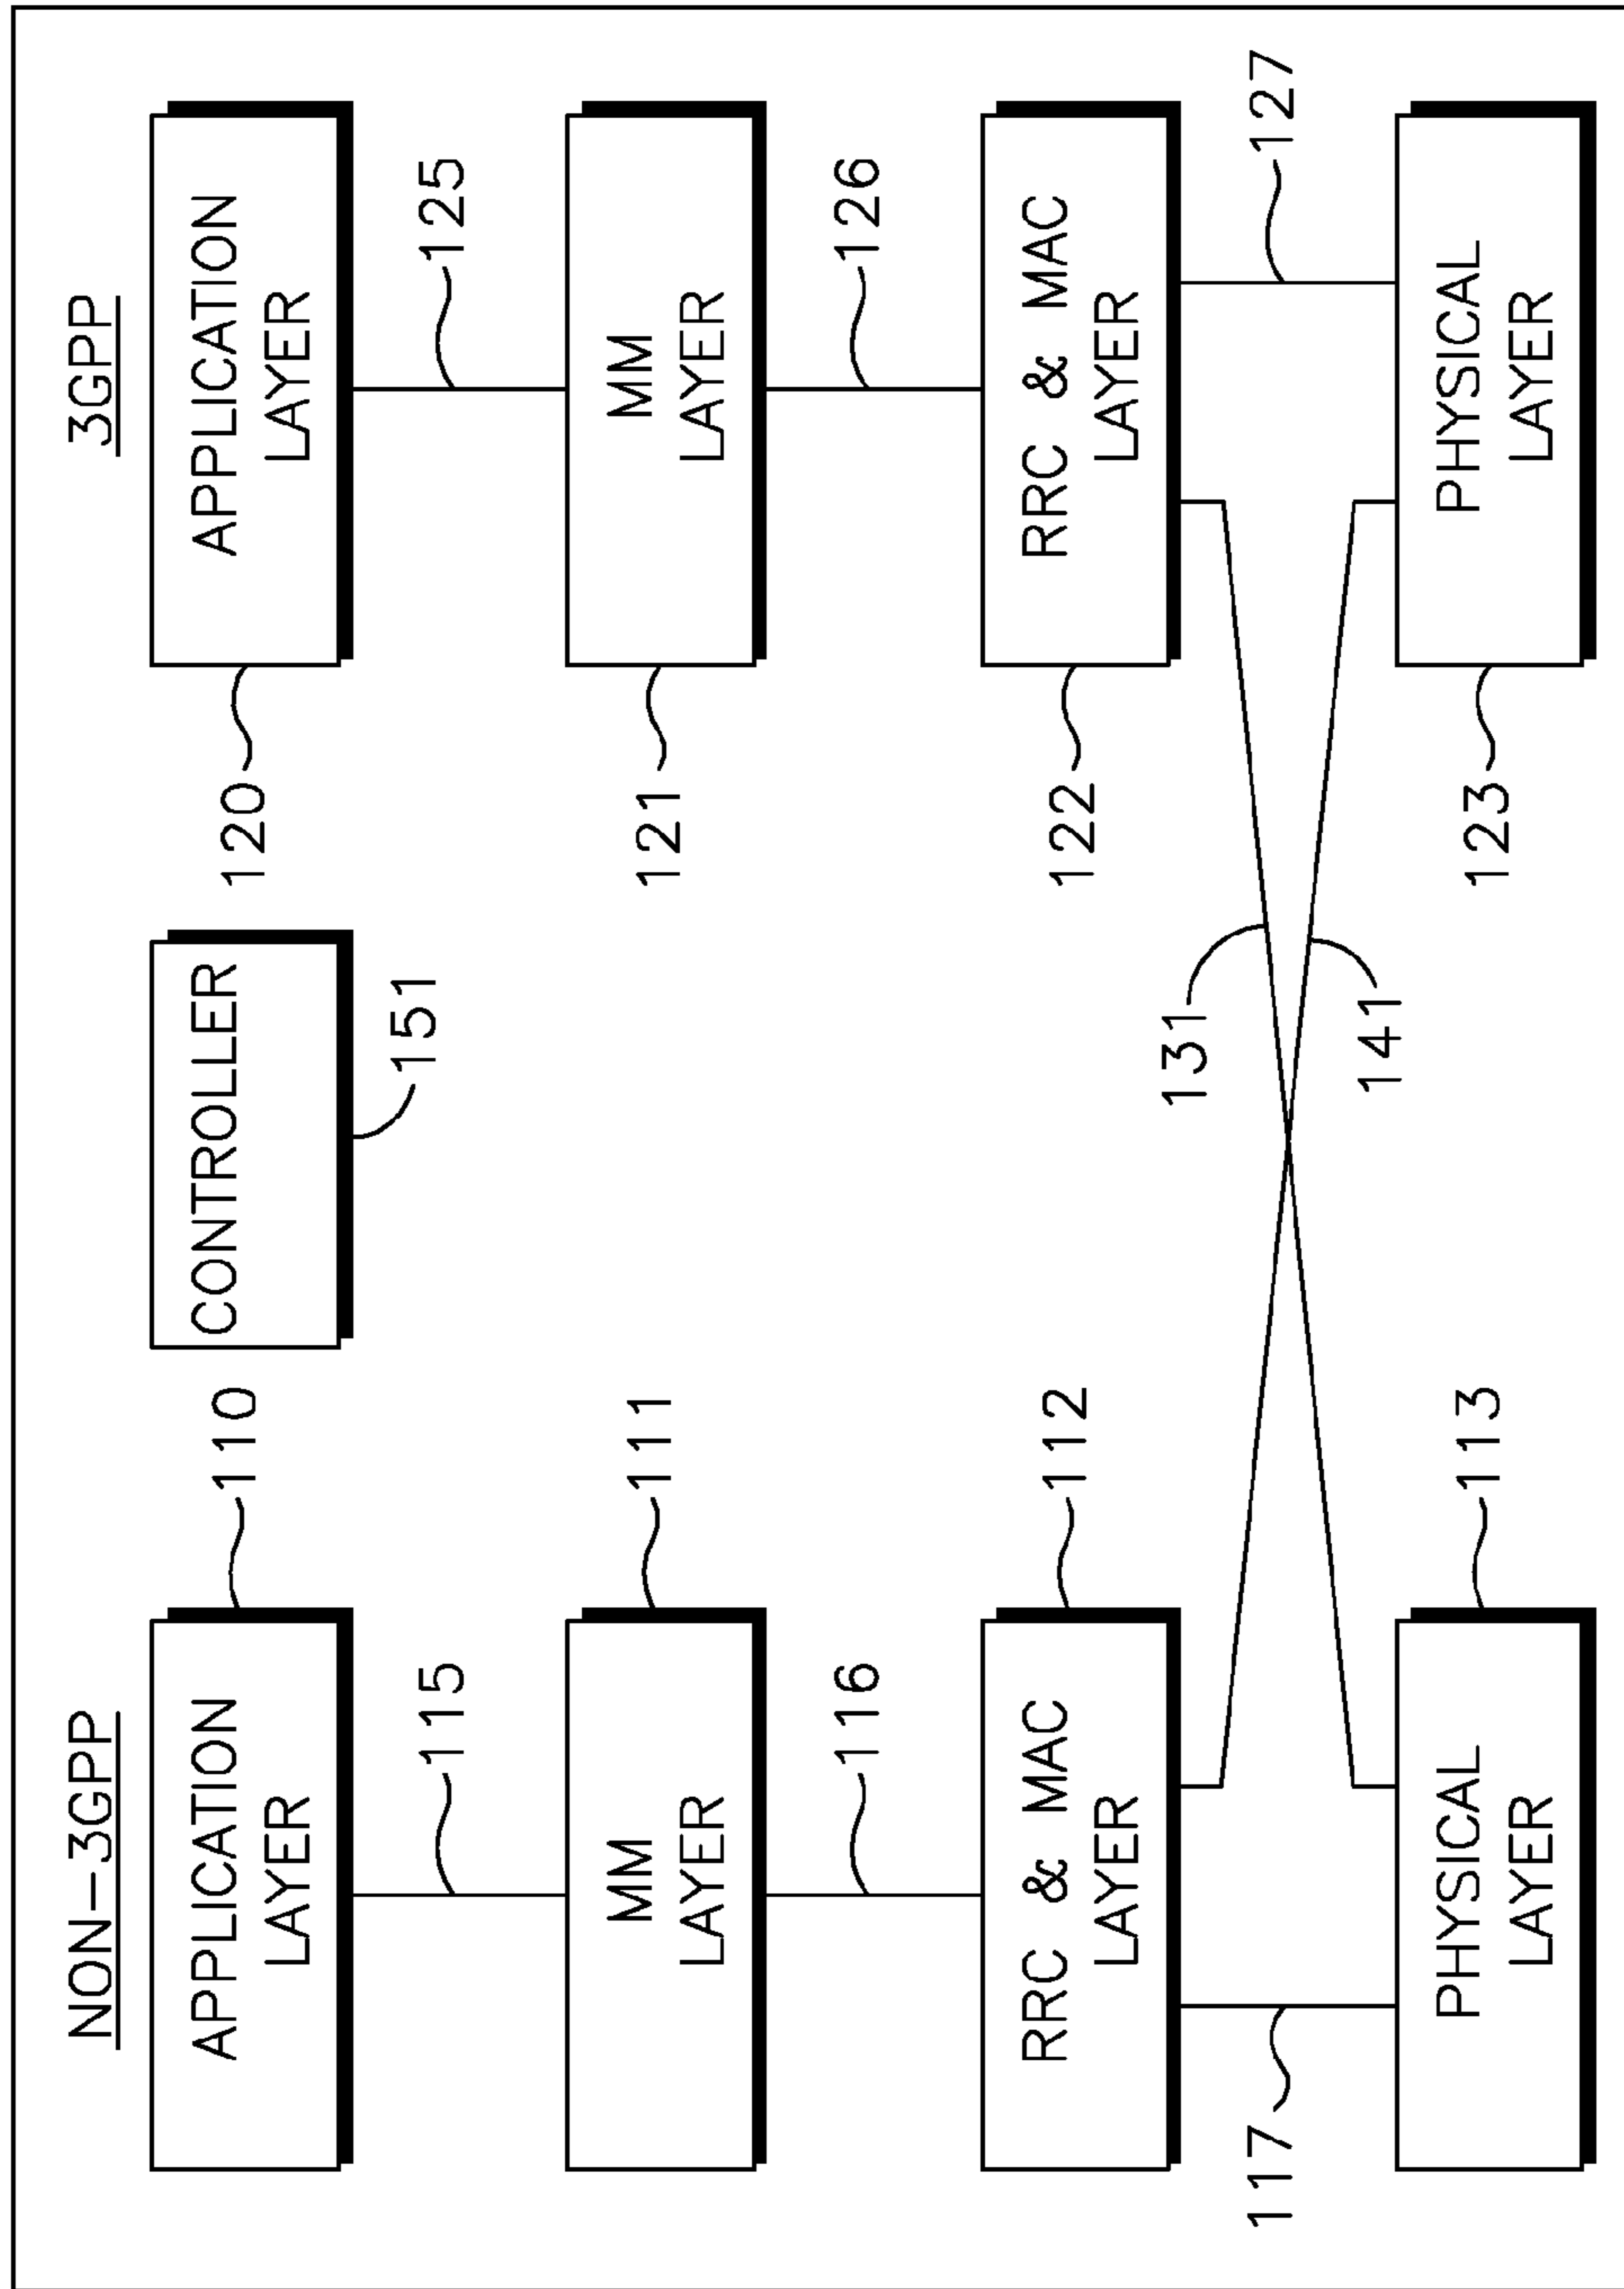 NON-3GPP
3GPP
APPLICATION
LAYER
110
CONTROLLER
151
120
APPLICATION
LAYER
115
125
MM
LAYER
111
121
MM
LAYER
116
126
RRC & MAC
LAYER
112
122
RRC & MAC
LAYER
117
131
141
127
PHYSICAL
LAYER
113
123
PHYSICAL
LAYER